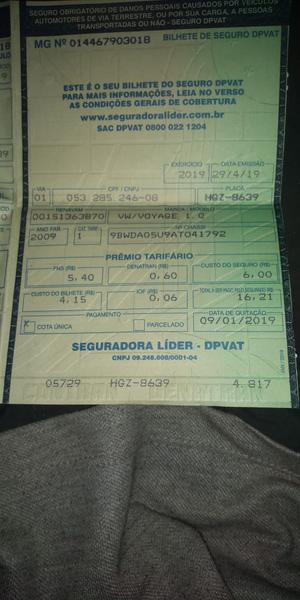 SEGURO OBRIGATÓRIO DE DANOS PESSOAIS CAUSADOS POR VEÍCULOS
AUTOMOTORES DE VIA TERRESTRE, OU POR SUA CARGA, A PESSOAS
TRANSPORTADAS OU NÃO - SEGURO DPVAT
MG Nº 014467903018 BILHETE DE SEGURO DPVAT
ESTE É O SEU BILHETE DO SEGURO DPVAT
PARA MAIS INFORMAÇÕES, LEIA NO VERSO
AS CONDIÇÕES GERAIS DE COBERTURA
www.seguradoralider.com.br
SAC DPVAT 0800 022 1204
EXERCÍCIO DATA EMISSÃO
2019 29/4/19
VIA CPF / CNPJ PLACA
01 053 285.246-08 HGZ-8639
RENAVAM MARCA / MODELO
00151363870 VW/VOYAGE 1.0
ANO FAB CAT. TARIF Nº CHASSI
2009 1 9BWDA05U9AT041792
PRÊMIO TARIFÁRIO
FNS (R$) DENATRAN (R$) CUSTO DO SEGURO (R$)
5,40 0,60 6,00
CUSTO DO BILHETE (R$) IOF (R$) TOTAL A SER PAGO PELO SEGURADO (R$)
4,15 0,06 16,21
PAGAMENTO DATA DE QUITAÇÃO
X COTA ÚNICA PARCELADO 09/01/2019
SEGURADORA LÍDER - DPVAT
CNPJ 09.248.608/0001-04
05729 HGZ-8639 4.817